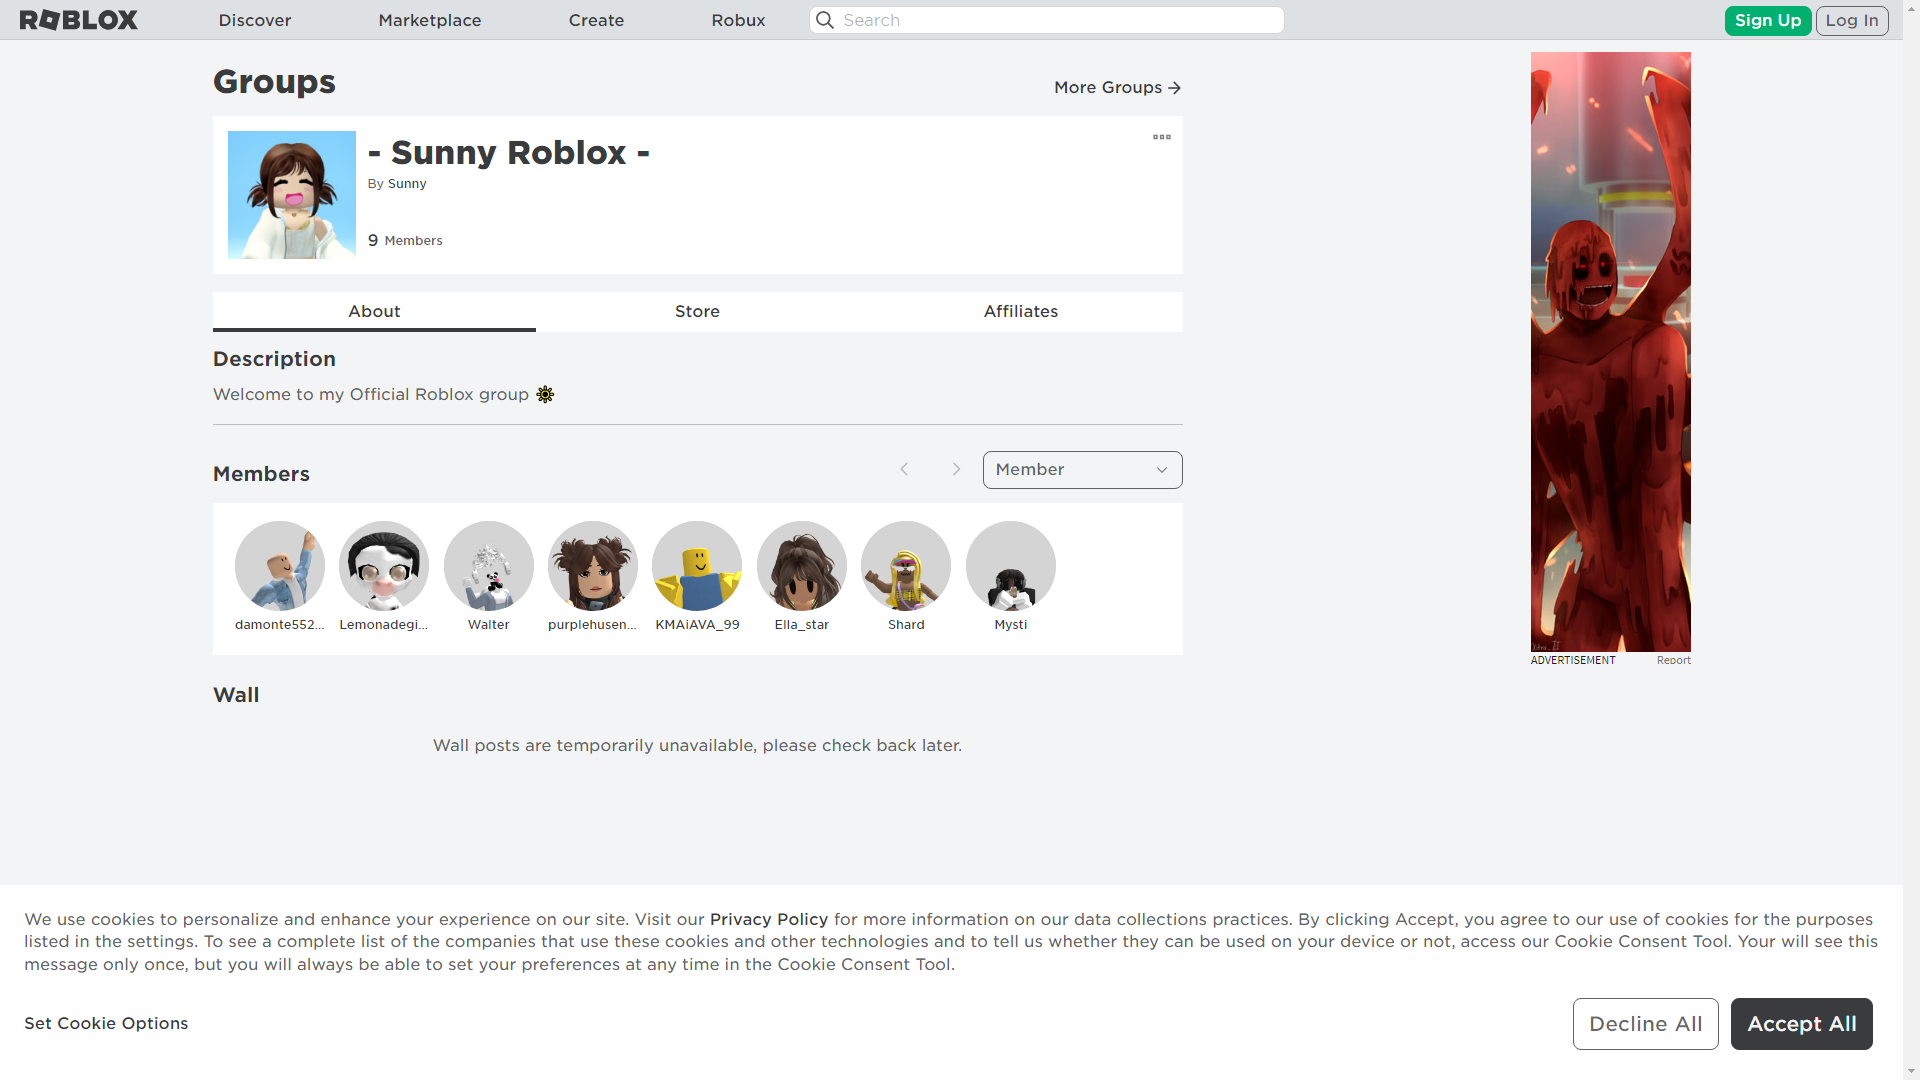 ROBLOX
Discover
Marketplace
Create
Robux
Search
Sign Up
Log In
Groups
More Groups
- Sunny Roblox -
By Sunny
9 Members
About
Store
Affiliates
Description
Welcome to my Official Roblox group
Members
Member
damonte552...
Lemonadegi...
Walter
purplehusen...
KMAiAVA_99
Ella_star
Shard
Mysti
ADVERTISEMENT
Report
Wall
Wall posts are temporarily unavailable, please check back later.
We use cookies to personalize and enhance your experience on our site. Visit our Privacy Policy for more information on our data collections practices. By clicking Accept, you agree to our use of cookies for the purposes
listed in the settings. To see a complete list of the companies that use these cookies and other technologies and to tell us whether they can be used on your device or not, access our Cookie Consent Tool. Your will see this
message only once, but you will always be able to set your preferences at any time in the Cookie Consent Tool.
Set Cookie Options
Decline All
Accept All